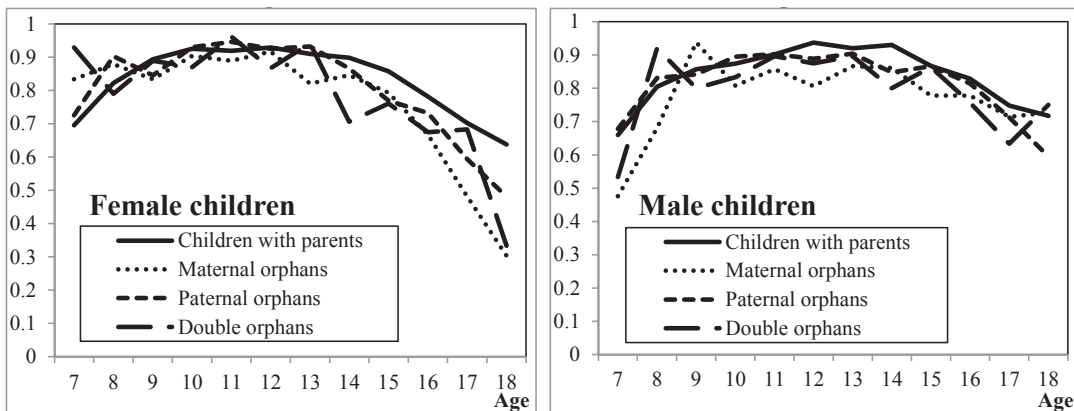 1
0.9
0.8
0.7
0.6
0.5
0.4
0.3
0.2
0.1
0
Female children
Children with parents
Maternal orphans
Paternal orphans
Double orphans
7 8 9 10 11 12 13 14 15 16 17 18
Age
1
0.9
0.8
0.7
0.6
0.5
0.4
0.3
0.2
0.1
0
Male children
Children with parents
Maternal orphans
Paternal orphans
Double orphans
7 8 9 10 11 12 13 14 15 16 17 18
Age